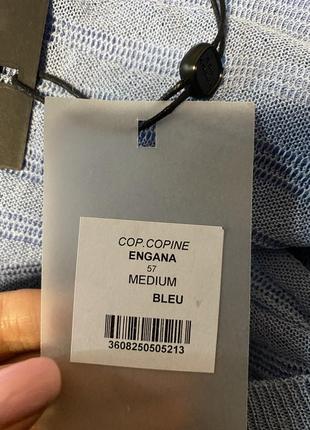 COP.COPINE
ENGANA
57
MEDIUM
BLEU
3608250505213